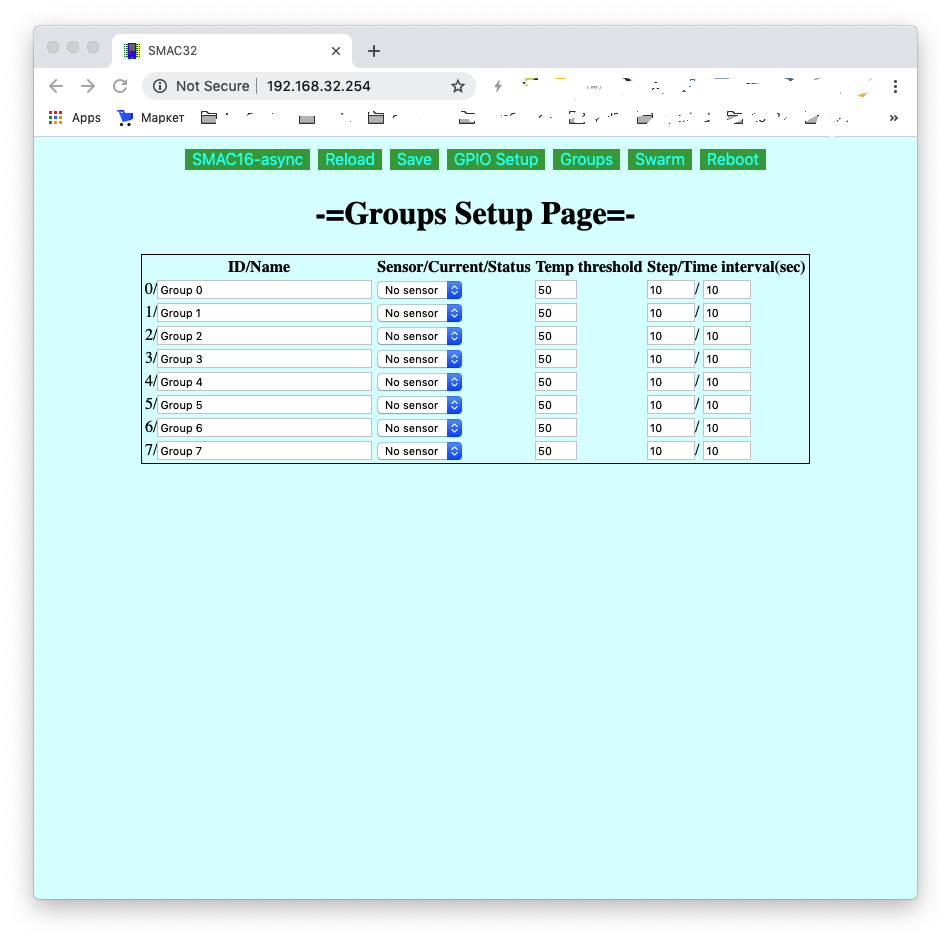 SMAC32
Not Secure 192.168.32.254
Apps Маркет »
SMAC16-async Reload Save GPIO Setup Groups Swarm Reboot
-=Groups Setup Page=-
ID/Name Sensor/Current/Status Temp threshold Step/Time interval(sec)
0/ Group 0 No sensor 50 10 / 10
1/ Group 1 No sensor 50 10 / 10
2/ Group 2 No sensor 50 10 / 10
3/ Group 3 No sensor 50 10 / 10
4/ Group 4 No sensor 50 10 / 10
5/ Group 5 No sensor 50 10 / 10
6/ Group 6 No sensor 50 10 / 10
7/ Group 7 No sensor 50 10 / 10